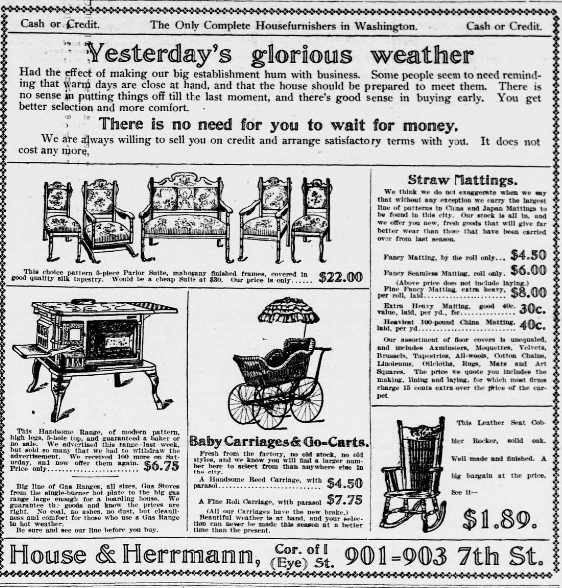 Cash or Credit. The Only Complete Housefurnishers in Washington. Cash or Credit.
Yesterday's glorious weather
Had the effect of making our big establishment hum with business. Some people seem to need remind-
ing that warm days are close at hand, and that the house should be prepared to meet them. There is
no sense in putting things off till the last moment, and there's good sense in buying early. You get
better selection and more comfort.
There is no need for you to wait for money.
We are always willing to sell you on credit and arrange satisfactory terms with you. It does not
cost any more.
This choice pattern 5-piece Parlor Suite, mahogany finished frames, covered in
good quality silk tapestry. Would be a cheap Suite at $30. Our price is only...... $22.00
Straw Mattings.
We think we do not exaggerate when we say
that without any exception we carry the largest
line of patterns in China and Japan Mattings to
be found in this city. Our stock is all in, and
we offer you new, fresh goods that will give far
better wear than those that have been carried
over from last season.
Fancy Matting, by the roll only... $4.50
Fancy Seamless Matting, roll only. $6.00
(Above price does not include laying.)
Fine Fancy Matting, extra heavy,
per roll, laid................ $8.00
Extra Heavy Matting, good 40c.
value, laid, per yd., for............ 30c.
Heaviest 100-pound China Matting,
laid, per yd.................. 40c.
Our assortment of floor covers is unequaled,
and includes Axminsters, Moquettes, Velvets,
Brussels, Tapestries, All-wools, Cotton Chains,
Linoleums, Oilcloths, Rugs, Mats and Art
Squares. The price we quote you includes the
making, lining and laying, for which most firms
charge 15 cents extra over the price of the car-
pet
This Handsome Range, of modern pattern,
high legs, 5-hole top, and guaranteed a baker or
no sale. We advertised this range last week,
but sold so many that we had to withdraw the
advertisement. We received 100 more on Sat-
urday, and now offer them again.
Price only.................... $6.75
Big line of Gas Ranges, all sizes, Gas Stoves
from the single-burner hot plate to the big gas
range large enough for a boarding house. We
guarantee the goods and know the prices are
right. No coal, no ashes, no dust, but cleanli-
ness and comfort for those who use a Gas Range
in hot weather.
Be sure and see our line before you buy.
Baby Carriages & Go-Carts.
Fresh from the factory, no old stock, no old
styles, and we know you will find a larger num-
ber here to select from than anywhere else in
the city.
A Handsome Reed Carriage, with
parasol $4.50
A Fine Roll Carriage, with parasol $7.75
(All our Carriages have the new brake.)
Beautiful weather is at hand, and your selec-
tion can never be made this season at a better
time than the present.
This Leather Seat Cob-
bler Rocker, solid oak.
Well made and finished. A
big bargain at the price.
See it—
$1.89.
House & Herrmann, Cor. of I (Eye) St. 901=903 7th St.